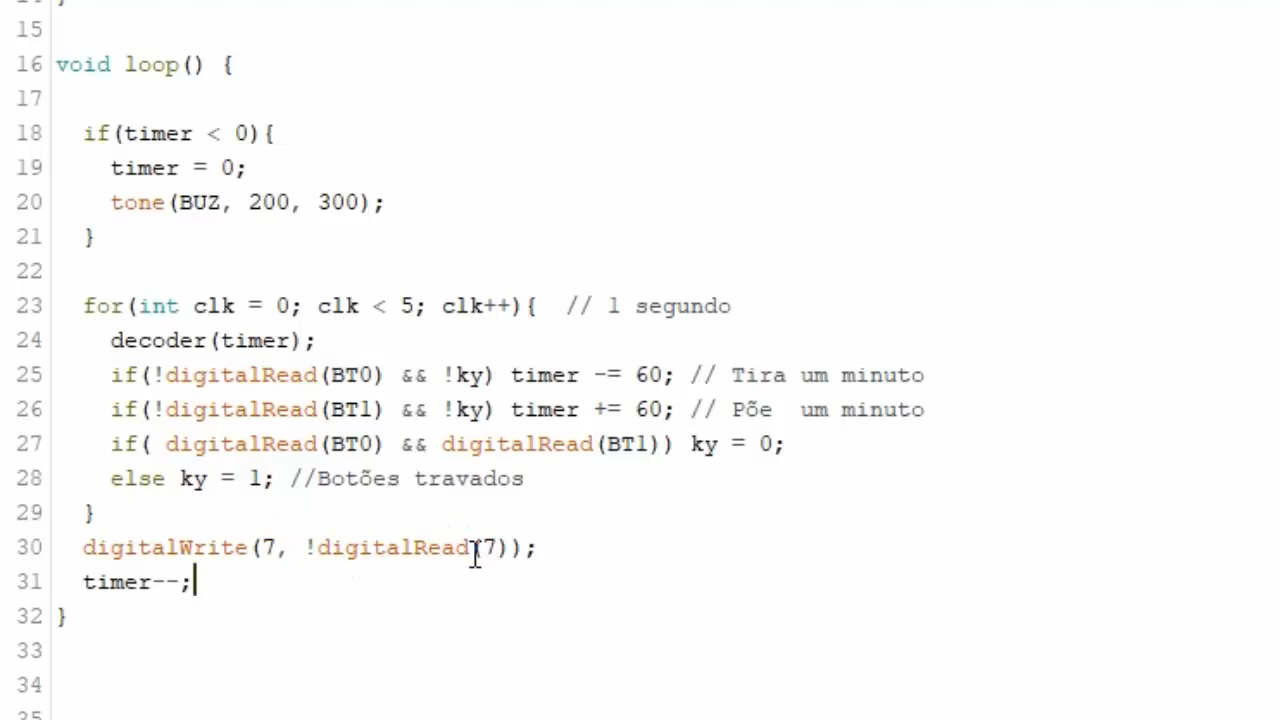 15
16 void loop() {
17
18   if(timer < 0){
19     timer = 0;
20     tone(BUZ, 200, 300);
21   }
22
23   for(int clk = 0; clk < 5; clk++){  // 1 segundo
24     decoder(timer);
25     if(!digitalRead(BT0) && !ky) timer -= 60; // Tira um minuto
26     if(!digitalRead(BT1) && !ky) timer += 60; // Põe  um minuto
27     if( digitalRead(BT0) && digitalRead(BT1)) ky = 0;
28     else ky = 1; //Botões travados
29   }
30   digitalWrite(7, !digitalRead(7));
31   timer--;
32 }
33
34